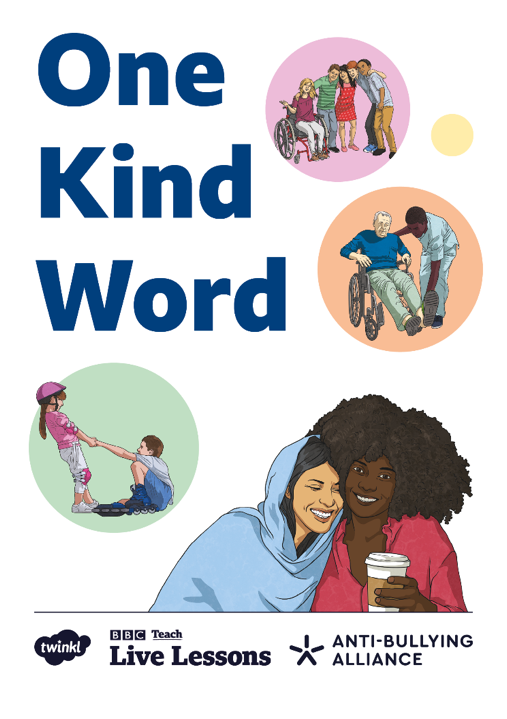 One
Kind
Word
twinkl
BBC Teach
Live Lessons
ANTI-BULLYING
ALLIANCE